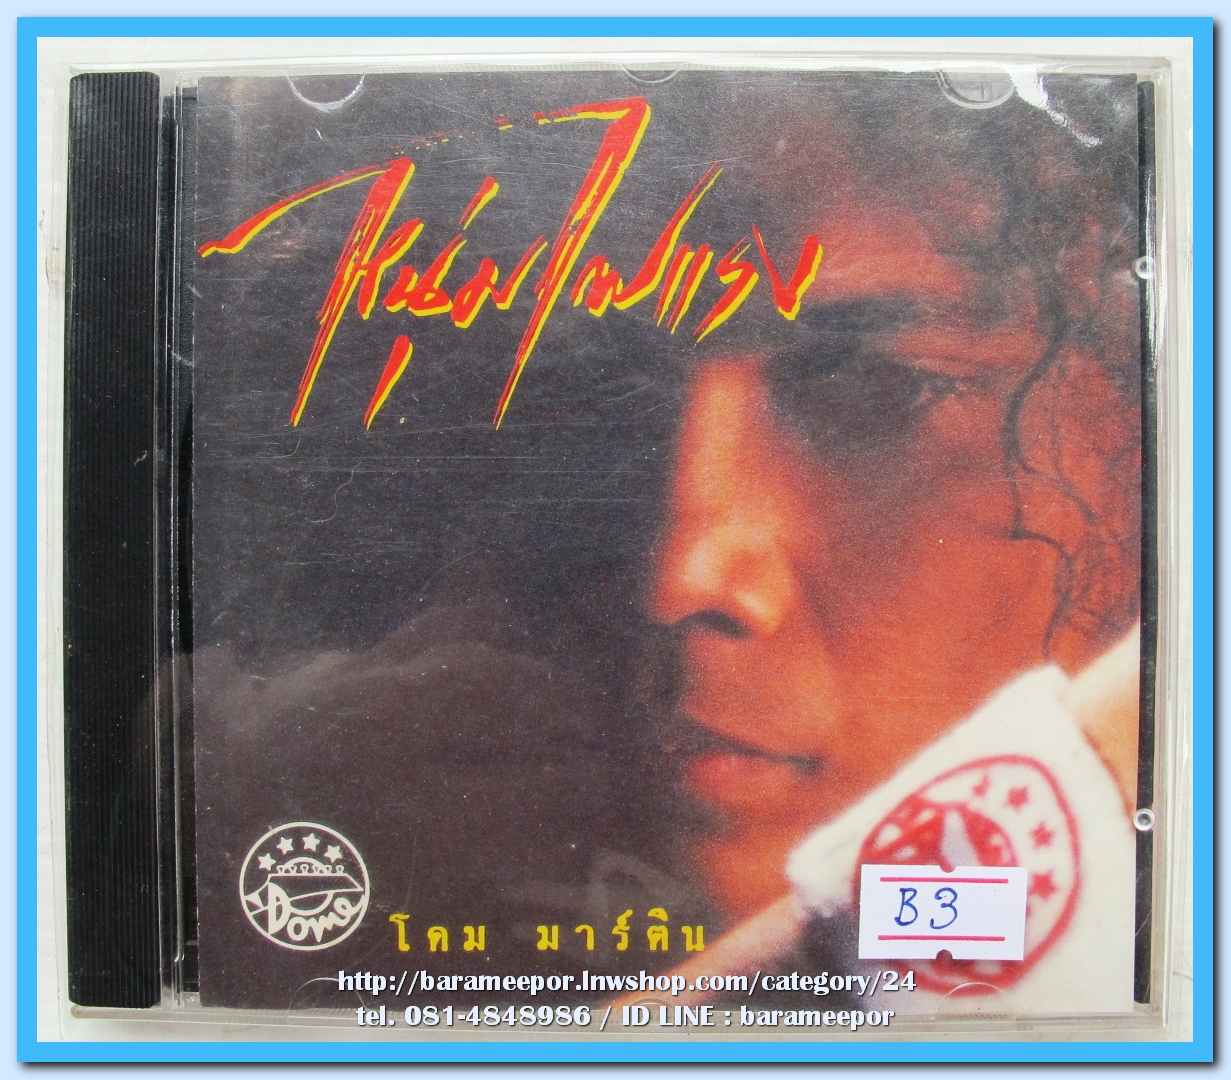 หนุ่มไฟแรง
Dome
โดม มาร์ติน
B3
http://barameepor.lnwshop.com/category/24
tel. 081-4848986 / ID LINE : barameepor